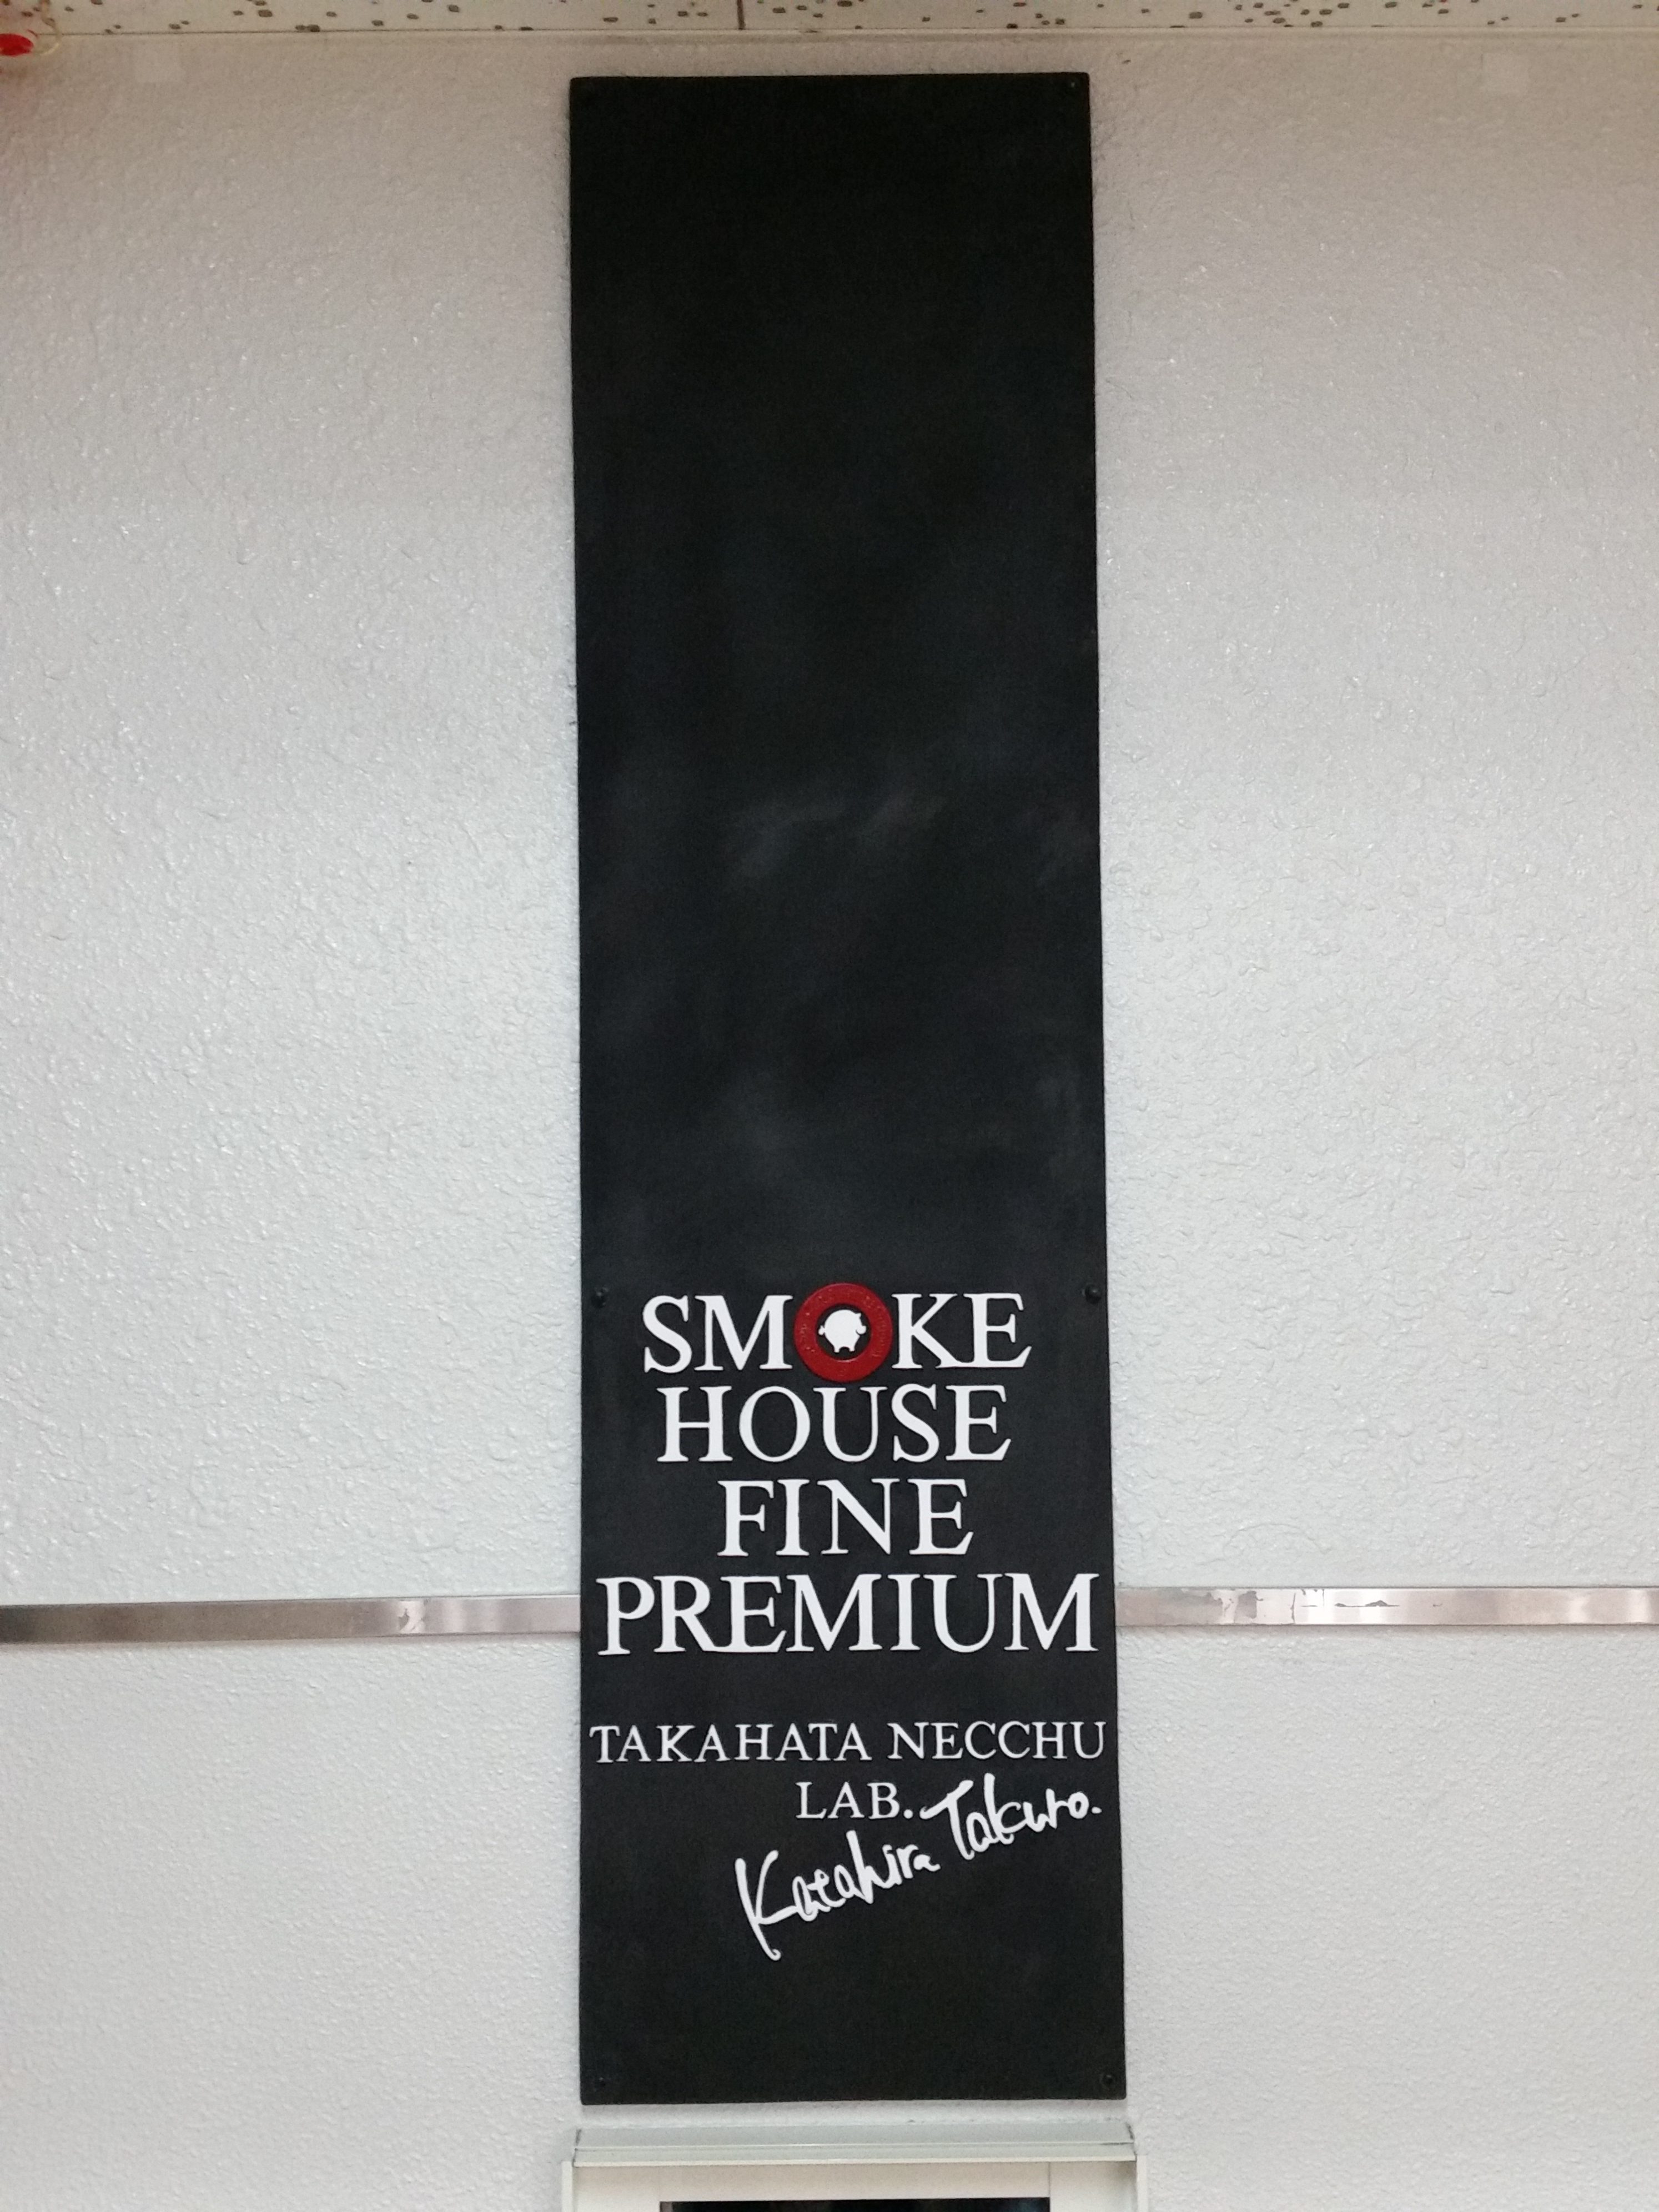 SMOKE
HOUSE
FINE
PREMIUM
TAKAHATA NECCHU
LAB..
Katahira Takuro.